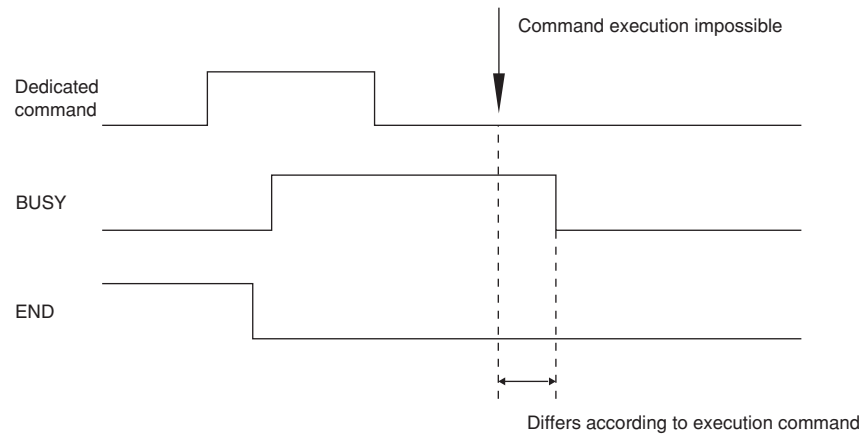 Command execution impossible
Dedicated
command
BUSY
END
Differs according to execution command